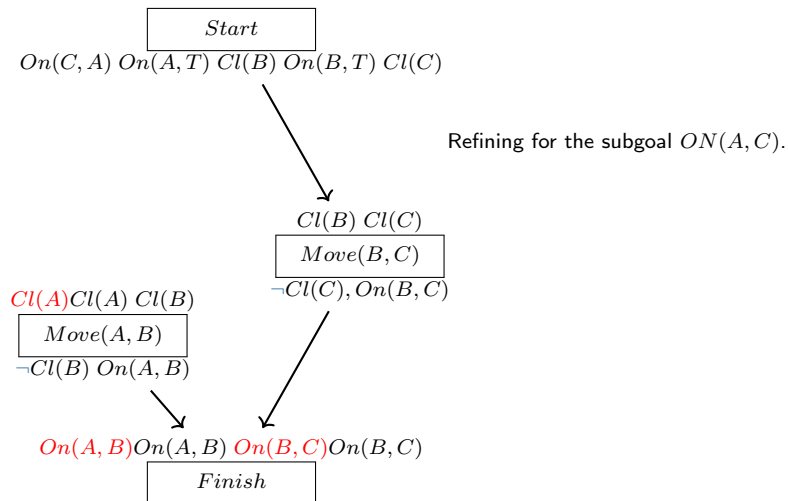 Start
On(C, A) On(A, T) Cl(B) On(B, T) Cl(C)
Refining for the subgoal ON(A, C).
Cl(B) Cl(C)
Move(B, C)
¬Cl(C), On(B, C)
Cl(A)Cl(A) Cl(B)
Move(A, B)
¬Cl(B) On(A, B)
On(A, B)On(A, B) On(B, C)On(B, C)
Finish